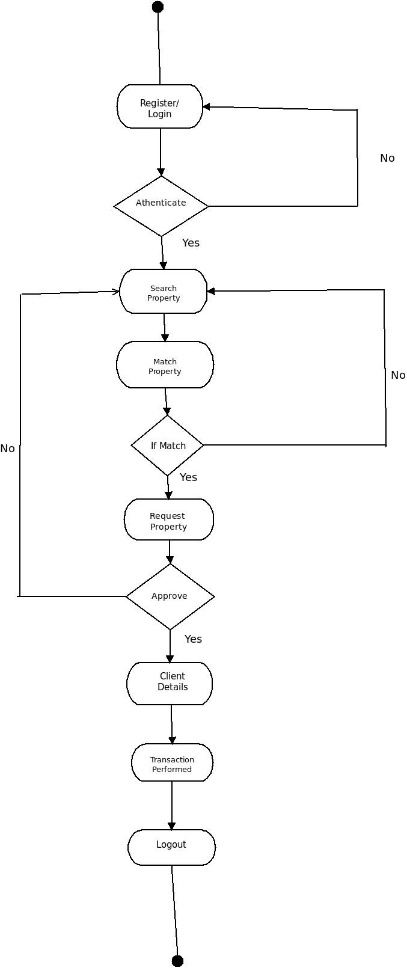 Register/
Login
No
Athenticate
Yes
Search
Property
Match
Property
No
If Match
No
Yes
Request
Property
Approve
Yes
Client
Details
Transaction
Performed
Logout